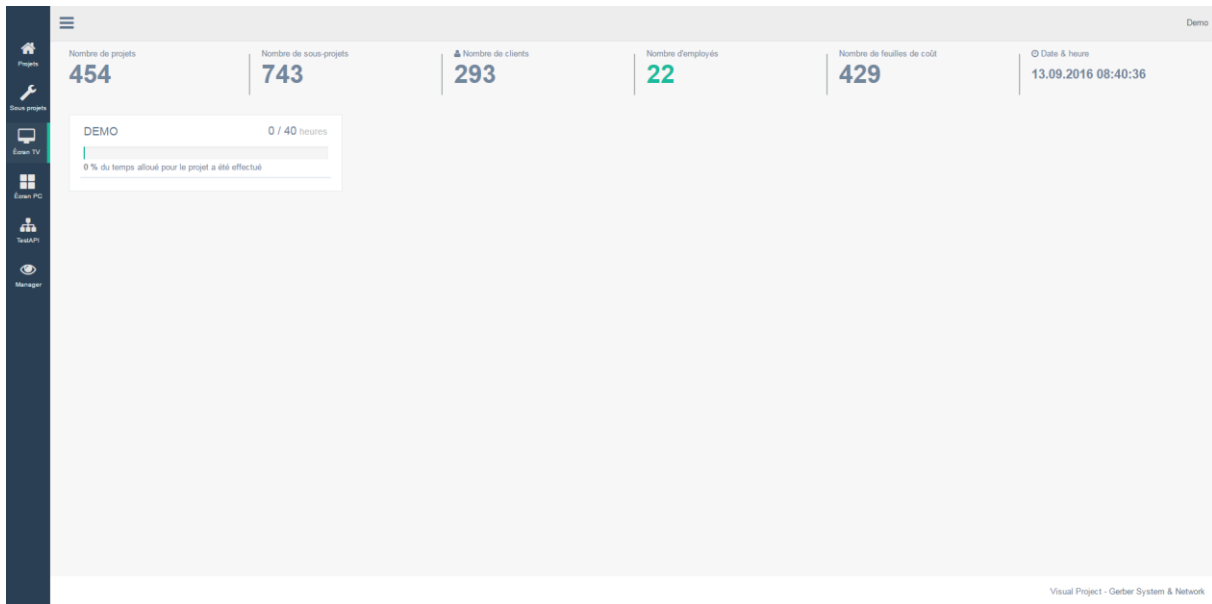 Demo
Projets
Sous projets
Écran TV
Écran PC
TestAPI
Manager
Nombre de projets
454
Nombre de sous-projets
743
Nombre de clients
293
Nombre d'employés
22
Nombre de feuilles de coût
429
Date & heure
13.09.2016 08:40:36
DEMO 0 / 40 heures
0 % du temps alloué pour le projet a été effectué
Visual Project - Gerber System & Network